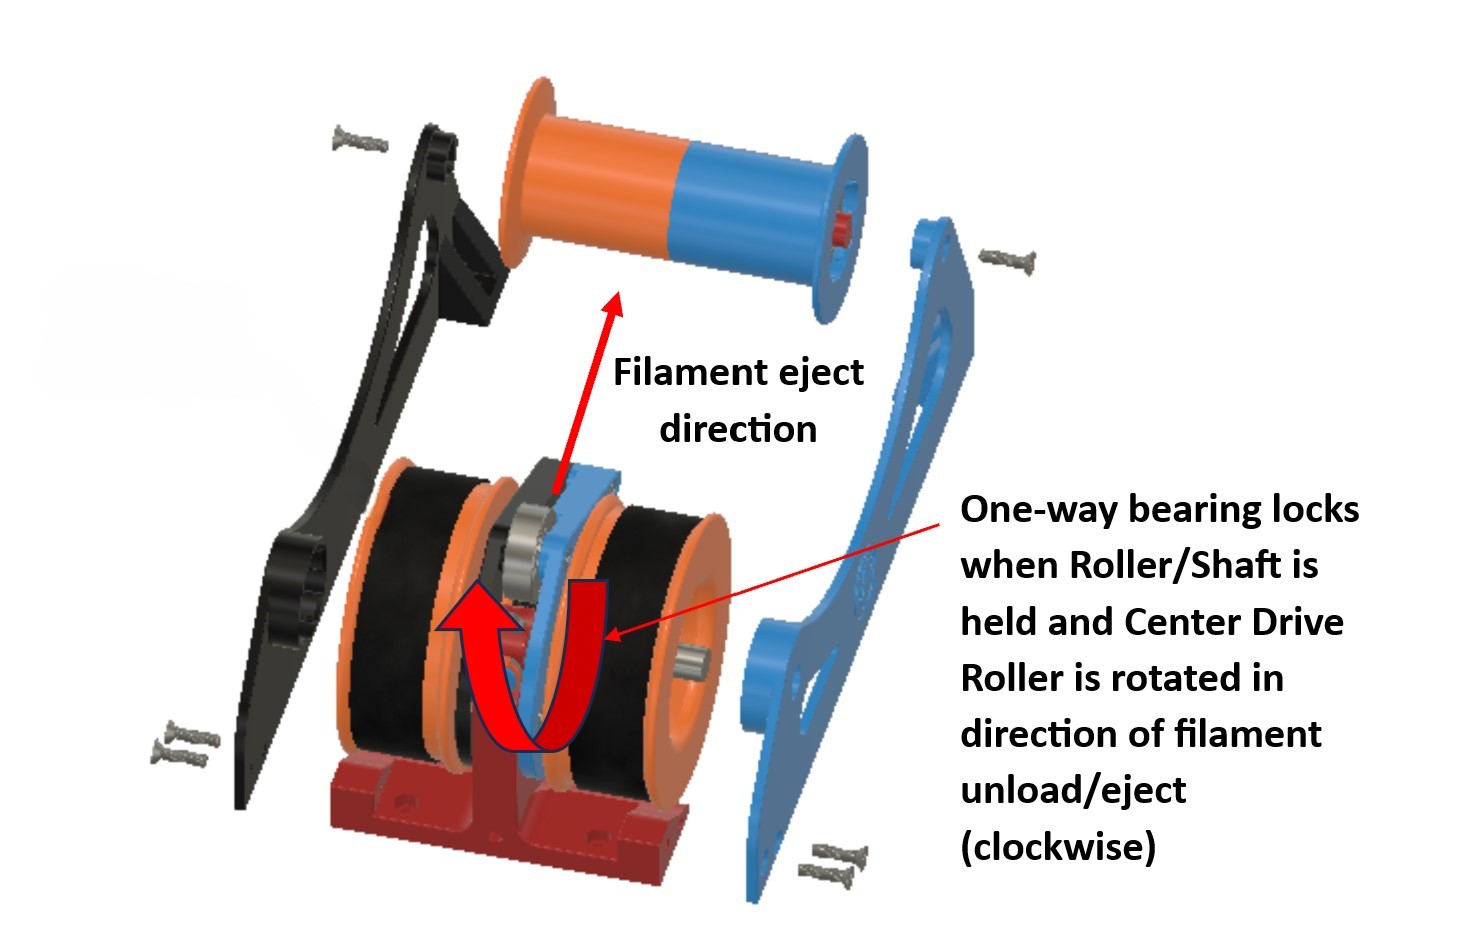 Filament eject
direction
One-way bearing locks
when Roller/Shaft is
held and Center Drive
Roller is rotated in
direction of filament
unload/eject
(clockwise)